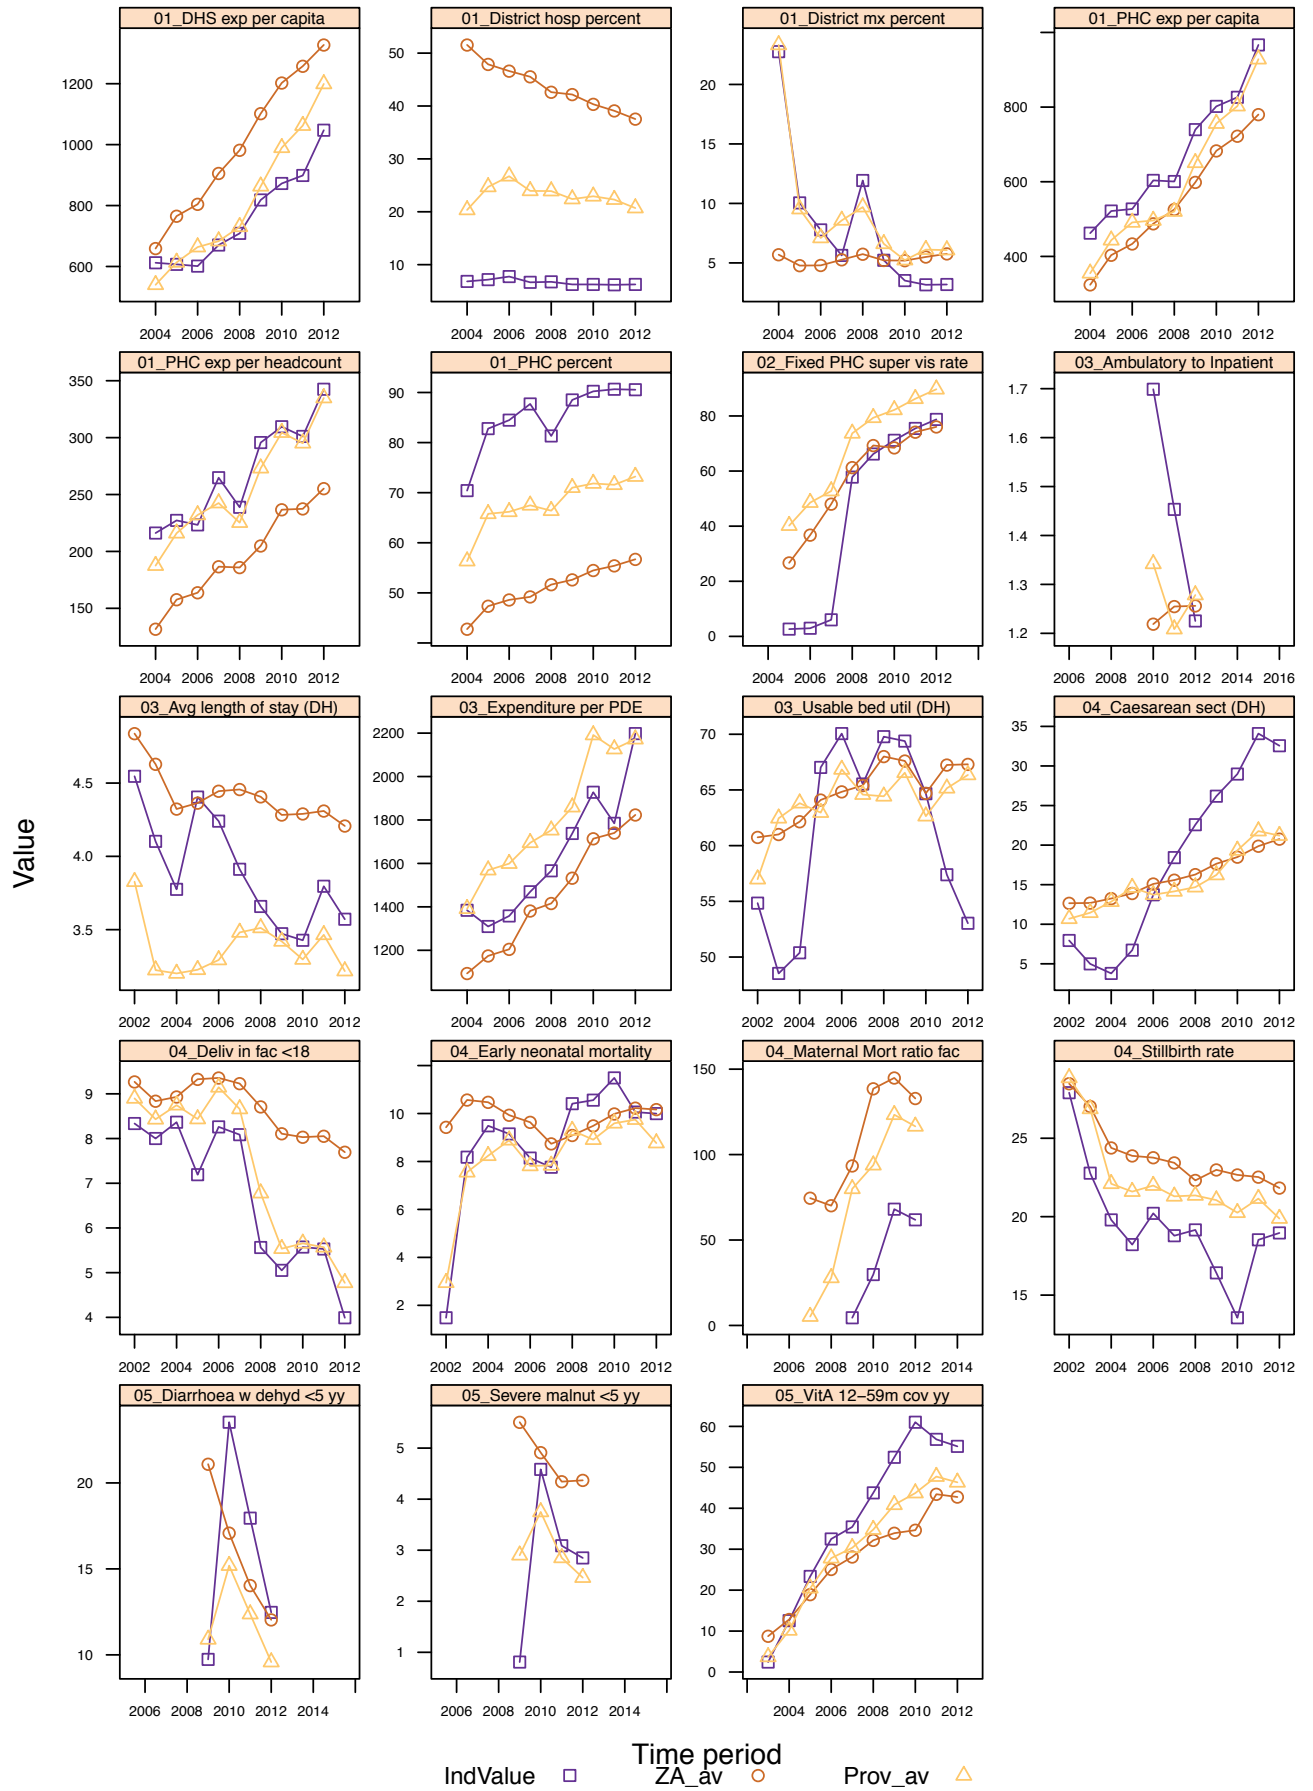 01_DHS exp per capita 01_District hosp percent 01_District mx percent 01_PHC exp per capita
600 800 1000 1200
2004 2006 2008 2010 2012
10 20 30 40 50
2004 2006 2008 2010 2012
5 10 15 20
2004 2006 2008 2010 2012
400 600 800
2004 2006 2008 2010 2012
01_PHC exp per headcount 01_PHC percent 02_Fixed PHC super vis rate 03_Ambulatory to Inpatient
150 200 250 300 350
2004 2006 2008 2010 2012
50 60 70 80 90
2004 2006 2008 2010 2012
0 20 40 60 80
2004 2006 2008 2010 2012 2014
1.2 1.3 1.4 1.5 1.6 1.7
2006 2008 2010 2012 2014 2016
03_Avg length of stay (DH) 03_Expenditure per PDE 03_Usable bed util (DH) 04_Caesarean sect (DH)
3.5 4.0 4.5
2002 2004 2006 2008 2010 2012
1200 1400 1600 1800 2000 2200
2004 2006 2008 2010 2012
50 55 60 65 70
2002 2004 2006 2008 2010 2012
5 10 15 20 25 30 35
2002 2004 2006 2008 2010 2012
04_Deliv in fac <18 04_Early neonatal mortality 04_Maternal Mort ratio fac 04_Stillbirth rate
4 5 6 7 8 9
2002 2004 2006 2008 2010 2012
2 4 6 8 10
2002 2004 2006 2008 2010 2012
0 50 100 150
2006 2008 2010 2012 2014
15 20 25
2002 2004 2006 2008 2010 2012
05_Diarrhoea w dehyd <5 yy 05_Severe malnut <5 yy 05_VitA 12−59m cov yy
10 15 20
2006 2008 2010 2012 2014
1 2 3 4 5
2006 2008 2010 2012 2014
0 10 20 30 40 50 60
2004 2006 2008 2010 2012
Value
Time period
IndValue ZA_av Prov_av